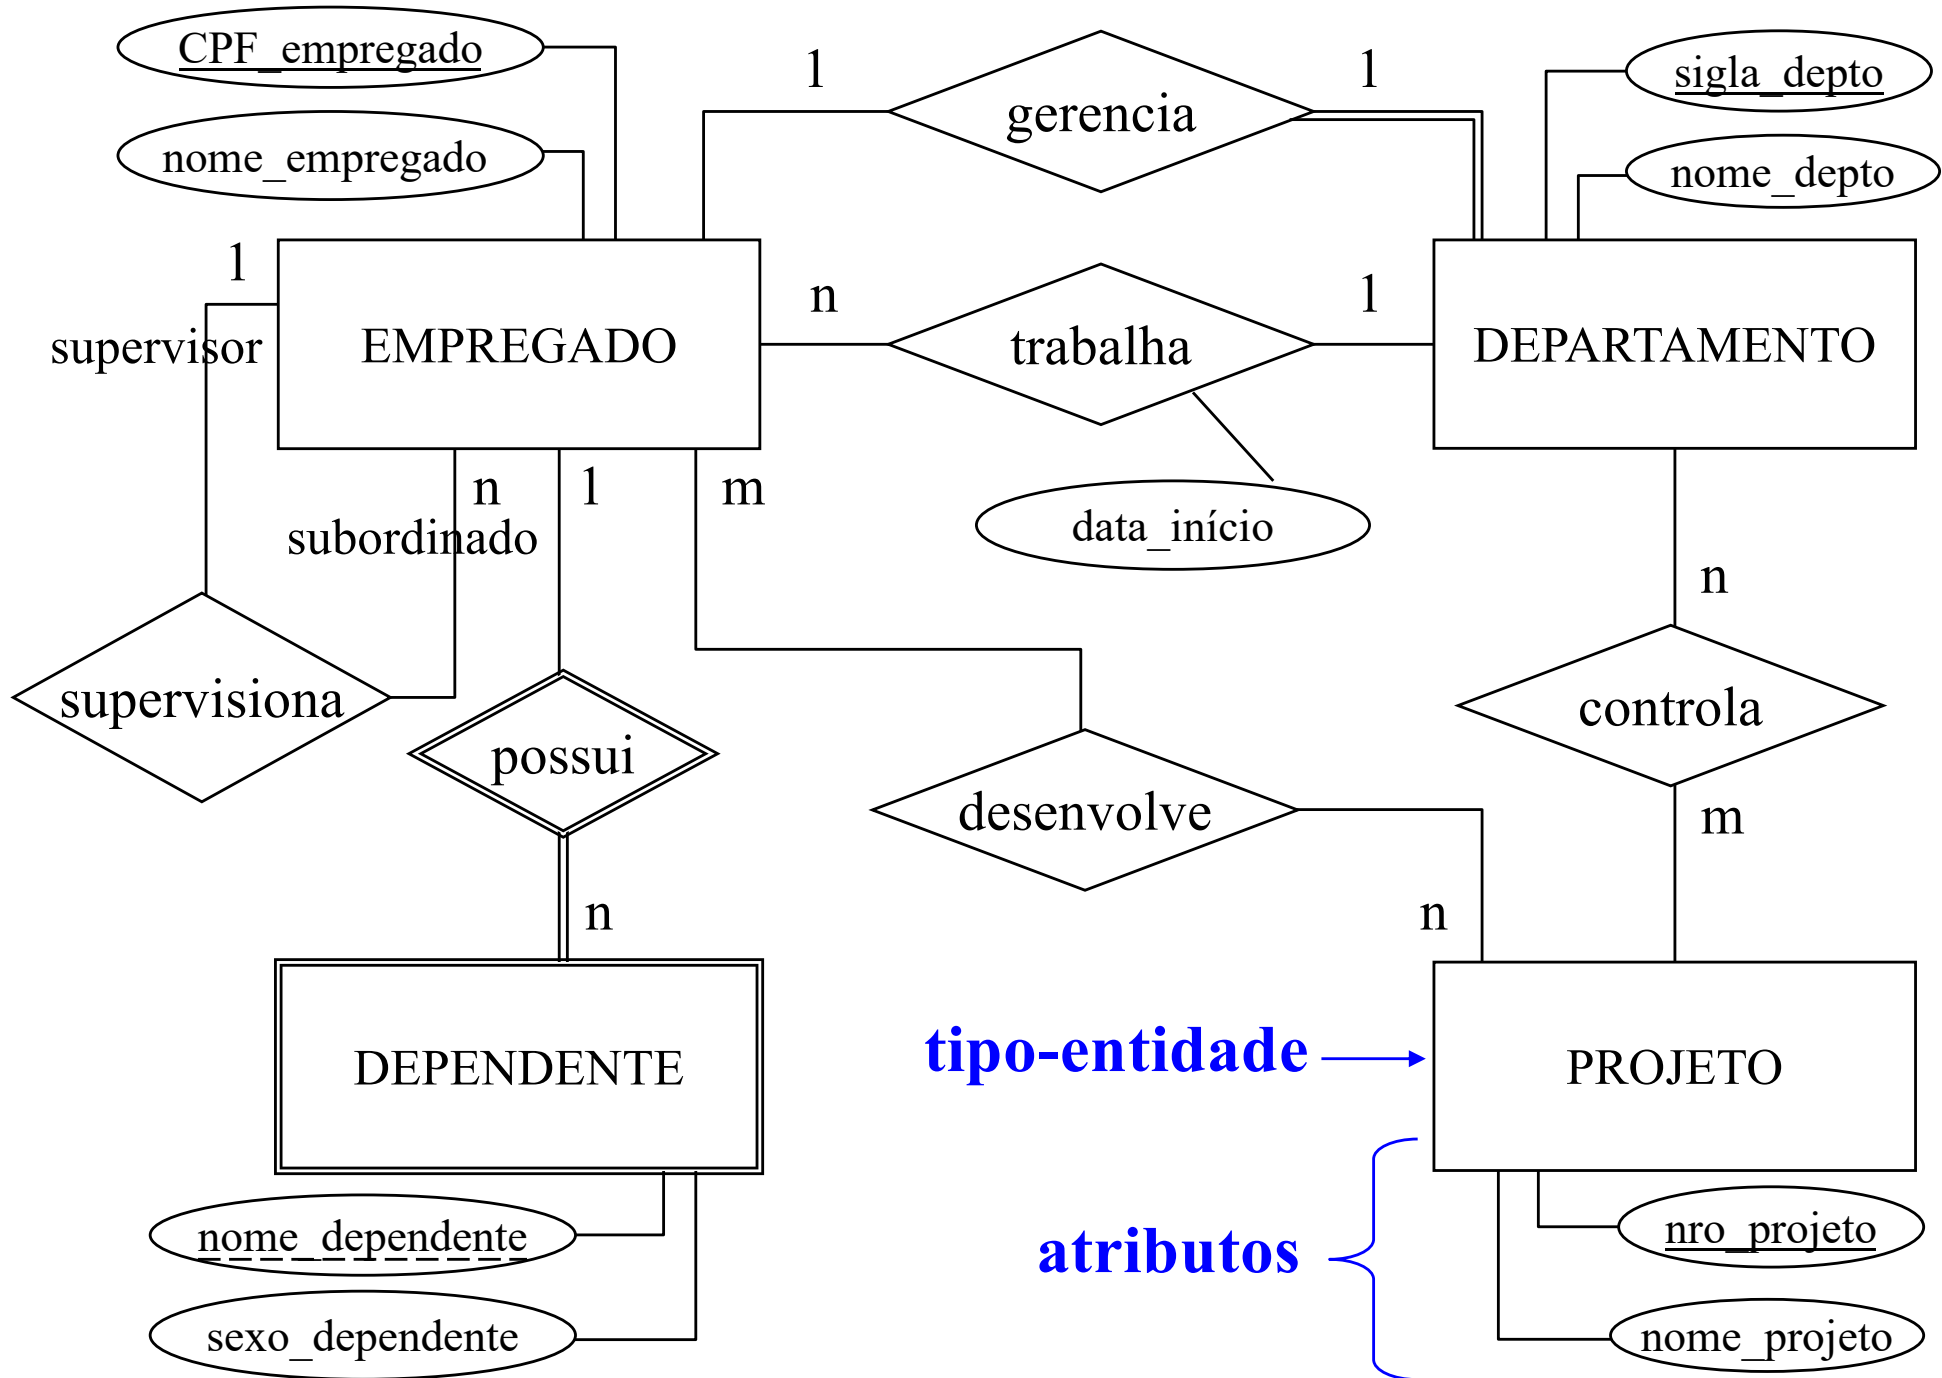 CPF_empregado
1
1
sigla_depto
gerencia
nome_empregado
nome_depto
1
n
1
supervisor
EMPREGADO
trabalha
DEPARTAMENTO
n
1
m
subordinado
data_início
n
supervisiona
controla
possui
desenvolve
m
n
n
tipo-entidade
DEPENDENTE
PROJETO
nome_dependente
atributos
nro_projeto
sexo_dependente
nome_projeto